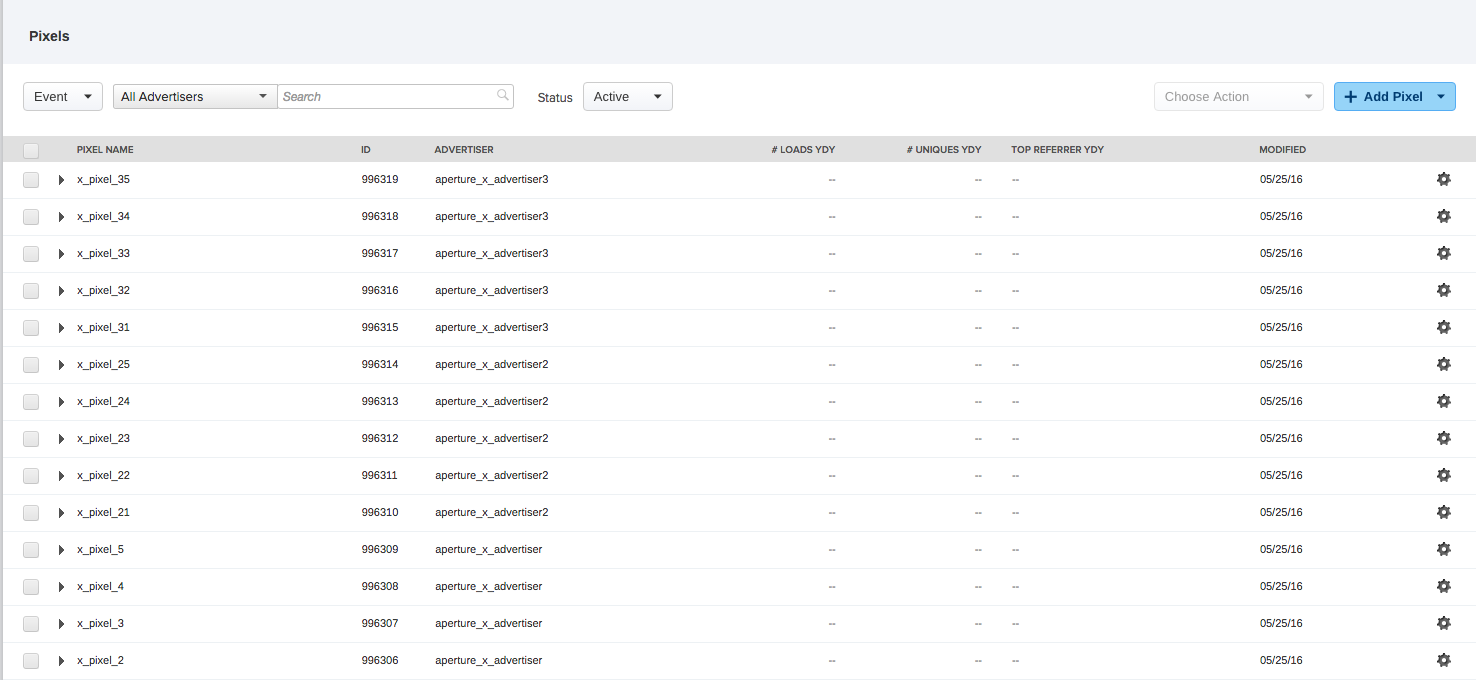 Pixels
Event All Advertisers Search Status Active Choose Action + Add Pixel
PIXEL NAME ID ADVERTISER # LOADS YDY # UNIQUES YDY TOP REFERRER YDY MODIFIED
x_pixel_35 996319 aperture_x_advertiser3 -- -- -- 05/25/16
x_pixel_34 996318 aperture_x_advertiser3 -- -- -- 05/25/16
x_pixel_33 996317 aperture_x_advertiser3 -- -- -- 05/25/16
x_pixel_32 996316 aperture_x_advertiser3 -- -- -- 05/25/16
x_pixel_31 996315 aperture_x_advertiser3 -- -- -- 05/25/16
x_pixel_25 996314 aperture_x_advertiser2 -- -- -- 05/25/16
x_pixel_24 996313 aperture_x_advertiser2 -- -- -- 05/25/16
x_pixel_23 996312 aperture_x_advertiser2 -- -- -- 05/25/16
x_pixel_22 996311 aperture_x_advertiser2 -- -- -- 05/25/16
x_pixel_21 996310 aperture_x_advertiser2 -- -- -- 05/25/16
x_pixel_5 996309 aperture_x_advertiser -- -- -- 05/25/16
x_pixel_4 996308 aperture_x_advertiser -- -- -- 05/25/16
x_pixel_3 996307 aperture_x_advertiser -- -- -- 05/25/16
x_pixel_2 996306 aperture_x_advertiser -- -- -- 05/25/16